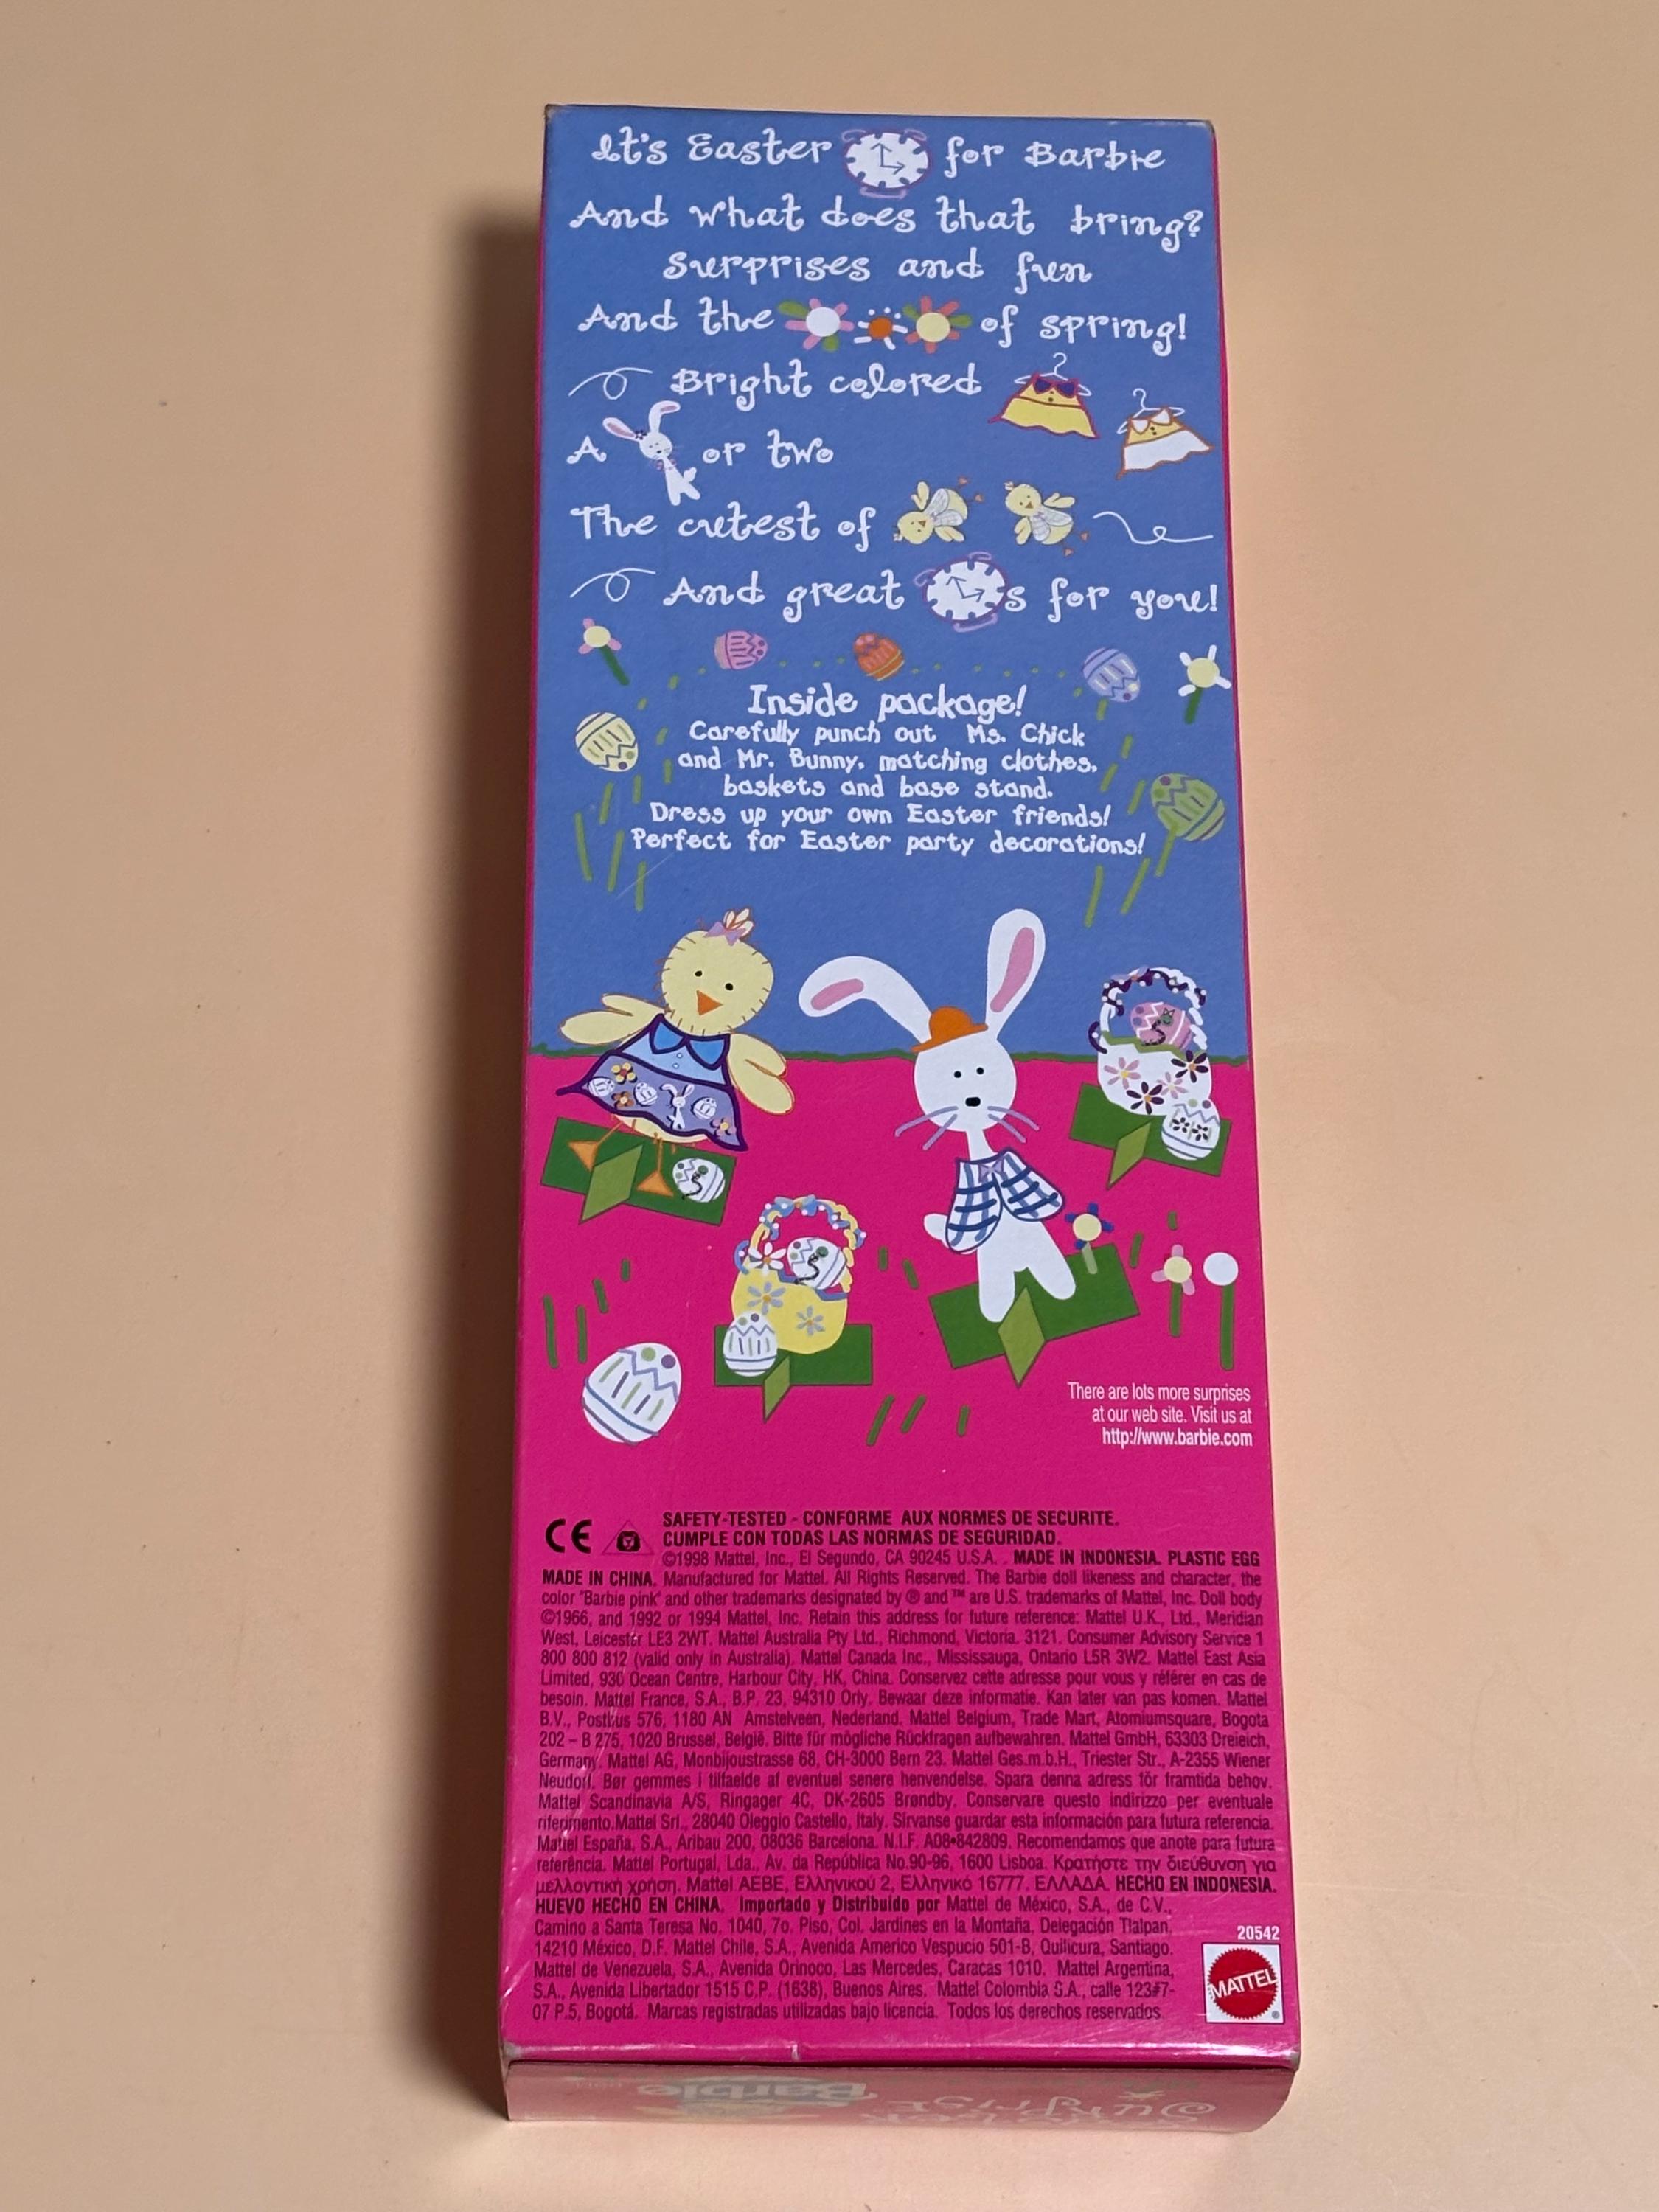 It's Easter for Barbie
And what does that bring?
Surprises and fun
And the of spring!
Bright colored
A or two
The cutest of
And great s for you!
Inside package!
Carefully punch out Ms. Chick
and Mr. Bunny, matching clothes,
baskets and base stand.
Dress up your own Easter friends!
Perfect for Easter party decorations!
There are lots more surprises
at our web site. Visit us at
http://www.barbie.com
CE SAFETY-TESTED - CONFORME AUX NORMES DE SECURITE.
CUMPLE CON TODAS LAS NORMAS DE SEGURIDAD.
©1998 Mattel, Inc., El Segundo, CA 90245 U.S.A. . MADE IN INDONESIA. PLASTIC EGG
MADE IN CHINA. Manufactured for Mattel. All Rights Reserved. The Barbie doll likeness and character, the
color "Barbie pink" and other trademarks designated by ® and ™ are U.S. trademarks of Mattel, Inc. Doll body
©1966, and 1992 or 1994 Mattel, Inc. Retain this address for future reference: Mattel U.K., Ltd., Meridian
West, Leicester LE3 2WT. Mattel Australia Pty Ltd., Richmond, Victoria. 3121. Consumer Advisory Service 1
800 800 812 (valid only in Australia). Mattel Canada Inc., Mississauga, Ontario L5R 3W2. Mattel East Asia
Limited, 930 Ocean Centre, Harbour City, HK, China. Conservez cette adresse pour vous y référer en cas de
besoin. Mattel France, S.A., B.P. 23, 94310 Orly. Bewaar deze informatie. Kan later van pas komen. Mattel
B.V., Postbus 576, 1180 AN Amstelveen, Nederland. Mattel Belgium, Trade Mart, Atomiumsquare, Bogota
202 – B 275, 1020 Brussel, België. Bitte für mögliche Rückfragen aufbewahren. Mattel GmbH, 63303 Dreieich,
Germany. Mattel AG, Monbijoustrasse 68, CH-3000 Bern 23. Mattel Ges.m.b.H., Triester Str., A-2355 Wiener
Neudorf. Bør gemmes i tilfaelde af eventuel senere henvendelse. Spara denna adress för framtida behov.
Mattel Scandinavia A/S, Ringager 4C, DK-2605 Brøndby. Conservare questo indirizzo per eventuale
riferimento.Mattel Srl., 28040 Oleggio Castello, Italy. Sírvanse guardar esta información para futura referencia.
Mattel España, S.A., Aribau 200, 08036 Barcelona. N.I.F. A08•842809. Recomendamos que anote para futura
referência. Mattel Portugal, Lda., Av. da República No.90-96, 1600 Lisboa. Κρατήστε την διεύθυνση για
μελλοντική χρήση. Mattel AEBE, Ελληνικού 2, Ελληνικό 16777. ΕΛΛΑΔΑ. HECHO EN INDONESIA.
HUEVO HECHO EN CHINA. Importado y Distribuido por Mattel de México, S.A., de C.V.,
Camino a Santa Teresa No. 1040, 7o. Piso, Col. Jardines en la Montaña, Delegación Tlalpan.
14210 México, D.F. Mattel Chile, S.A., Avenida Americo Vespucio 501-B, Quilicura, Santiago.
Mattel de Venezuela, S.A., Avenida Orinoco, Las Mercedes, Caracas 1010. Mattel Argentina,
S.A., Avenida Libertador 1515 C.P. (1638), Buenos Aires. Mattel Colombia S.A., calle 123#7-
07 P.5, Bogotá. Marcas registradas utilizadas bajo licencia. Todos los derechos reservados.
20542
MATTEL
Barbie
Surprise